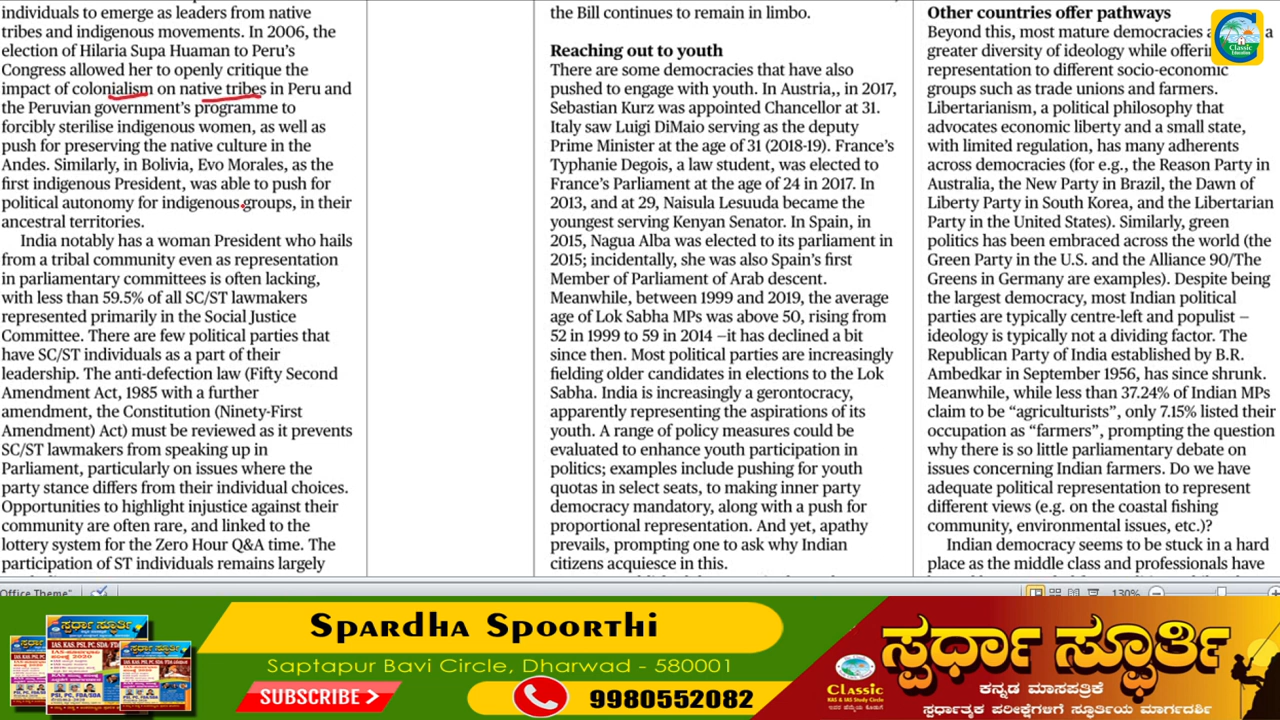 individuals to emerge as leaders from native
tribes and indigenous movements. In 2006, the
election of Hilaria Supa Huaman to Peru's
Congress allowed her to openly critique the
impact of colonialism on native tribes in Peru and
the Peruvian government's programme to
forcibly sterilise indigenous women, as well as
push for preserving the native culture in the
Andes. Similarly, in Bolivia, Evo Morales, as the
first indigenous President, was able to push for
political autonomy for indigenous groups, in their
ancestral territories.
India notably has a woman President who hails
from a tribal community even as representation
in parliamentary committees is often lacking,
with less than 59.5% of all SC/ST lawmakers
represented primarily in the Social Justice
Committee. There are few political parties that
have SC/ST individuals as a part of their
leadership. The anti-defection law (Fifty Second
Amendment Act, 1985 with a further
amendment, the Constitution (Ninety-First
Amendment) Act) must be reviewed as it prevents
SC/ST lawmakers from speaking up in
Parliament, particularly on issues where the
party stance differs from their individual choices.
Opportunities to highlight injustice against their
community are often rare, and linked to the
lottery system for the Zero Hour Q&A time. The
participation of ST individuals remains largely
the Bill continues to remain in limbo.
Reaching out to youth
There are some democracies that have also
pushed to engage with youth. In Austria,, in 2017,
Sebastian Kurz was appointed Chancellor at 31.
Italy saw Luigi DiMaio serving as the deputy
Prime Minister at the age of 31 (2018-19). France's
Typhanie Degois, a law student, was elected to
France's Parliament at the age of 24 in 2017. In
2013, and at 29, Naisula Lesuuda became the
youngest serving Kenyan Senator. In Spain, in
2015, Nagua Alba was elected to its parliament in
2015; incidentally, she was also Spain's first
Member of Parliament of Arab descent.
Meanwhile, between 1999 and 2019, the average
age of Lok Sabha MPs was above 50, rising from
52 in 1999 to 59 in 2014 —it has declined a bit
since then. Most political parties are increasingly
fielding older candidates in elections to the Lok
Sabha. India is increasingly a gerontocracy,
apparently representing the aspirations of its
youth. A range of policy measures could be
evaluated to enhance youth participation in
politics; examples include pushing for youth
quotas in select seats, to making inner party
democracy mandatory, along with a push for
proportional representation. And yet, apathy
prevails, prompting one to ask why Indian
citizens acquiesce in this.
Other countries offer pathways
Beyond this, most mature democracies a
greater diversity of ideology while offeri
representation to different socio-economic
groups such as trade unions and farmers.
Libertarianism, a political philosophy that
advocates economic liberty and a small state,
with limited regulation, has many adherents
across democracies (for e.g., the Reason Party in
Australia, the New Party in Brazil, the Dawn of
Liberty Party in South Korea, and the Libertarian
Party in the United States). Similarly, green
politics has been embraced across the world (the
Green Party in the U.S. and the Alliance 90/The
Greens in Germany are examples). Despite being
the largest democracy, most Indian political
parties are typically centre-left and populist —
ideology is typically not a dividing factor. The
Republican Party of India established by B.R.
Ambedkar in September 1956, has since shrunk.
Meanwhile, while less than 37.24% of Indian MPs
claim to be “agriculturists”, only 7.15% listed their
occupation as “farmers”, prompting the question
why there is so little parliamentary debate on
issues concerning Indian farmers. Do we have
adequate political representation to represent
different views (e.g. on the coastal fishing
community, environmental issues, etc.)?
Indian democracy seems to be stuck in a hard
place as the middle class and professionals have
Classic
Education
Office Theme"
130%
ಸ್ಪರ್ಧಾ ಸ್ಪೂರ್ತಿ
Spardha Spoorthi
Saptapur Bavi Circle Dharwad - 580001
SUBSCRIBE >
9980552082
Classic
IAS & KAS Study Circle
ಸ್ಪರ್ಧಾ ಸ್ಪೂರ್ತಿ
ಕನ್ನಡ ಮಾಸಪತ್ರಿಕೆ
ಸ್ಪರ್ಧಾತ್ಮಕ ಪರೀಕ್ಷೆಗಳಿಗೆ ಸ್ಫೂರ್ತಿಯ ಮಾರ್ಗದರ್ಶಿ